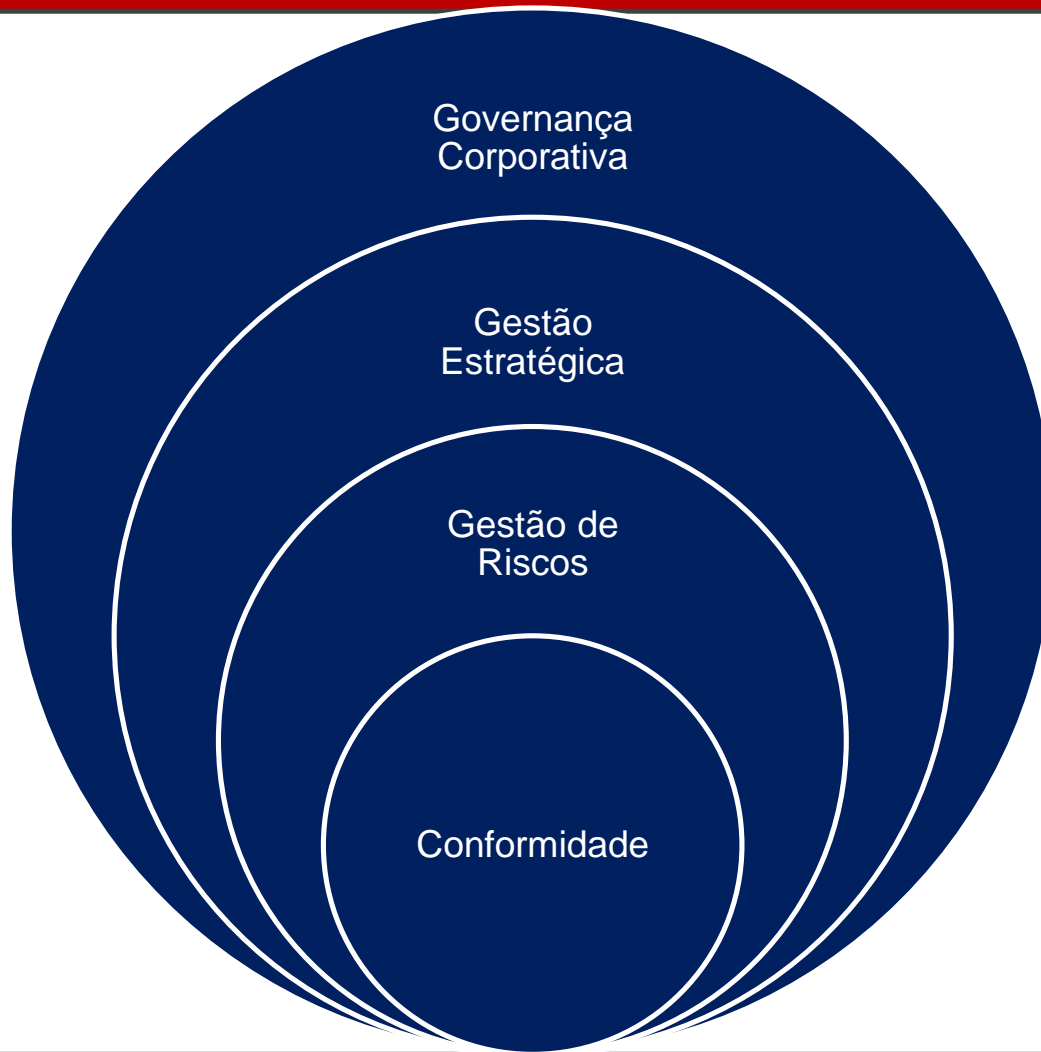 Governança
Corporativa
Gestão
Estratégica
Gestão de
Riscos
Conformidade